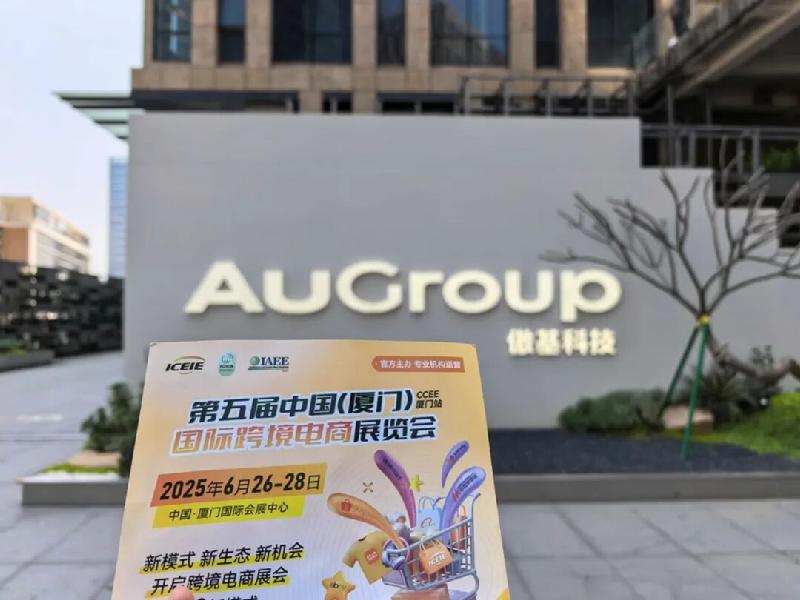 AuGroup
傲基科技
ICEIE
IAEE
官方主办 专业机构运营
第五届中国(厦门)
CCEE
厦门站
国际跨境电商展览会
2025年6月26-28日
中国·厦门国际会展中心
新模式 新生态 新机会
开启跨境电商展会
ICEIE
ebay